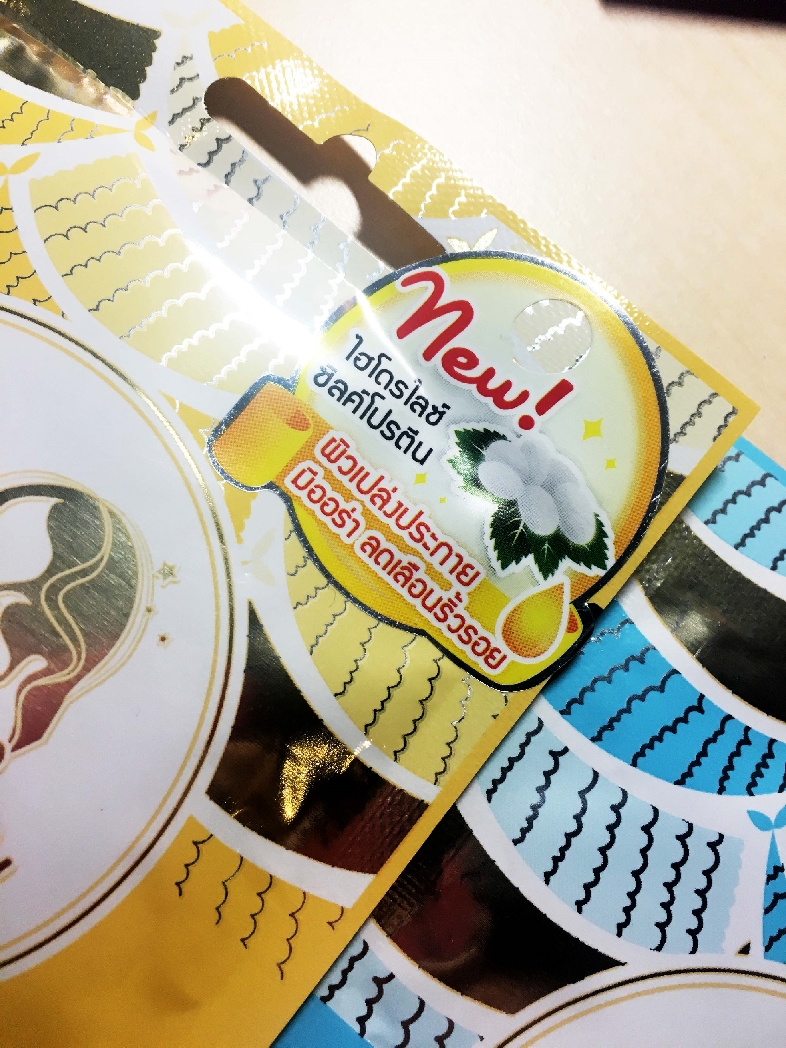 New!
ไฮโดรไลซ์
ซิลค์โปรตีน
ผิวเปล่งประกาย
มีออร่า ลดเลือนริ้วรอย